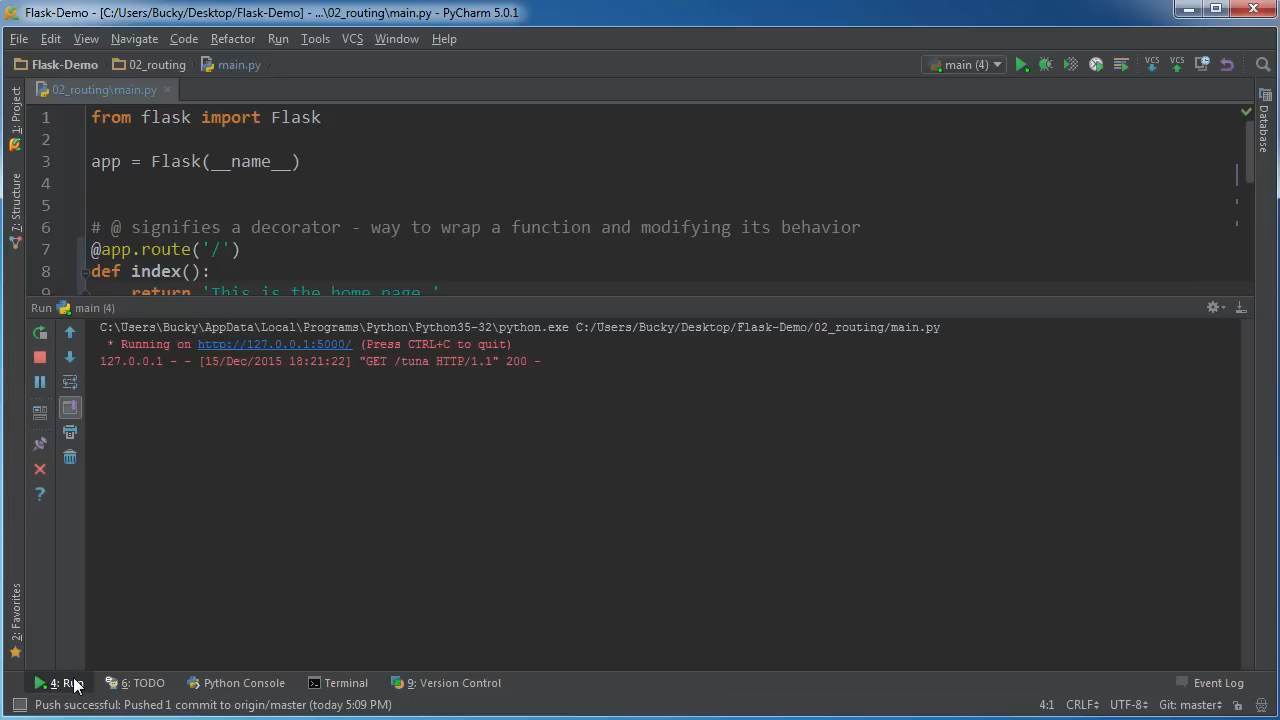 Flask-Demo - [C:/Users/Bucky/Desktop/Flask-Demo] - ...\02_routing\main.py - PyCharm 5.0.1
File Edit View Navigate Code Refactor Run Tools VCS Window Help
Flask-Demo 02_routing main.py main (4) VCS VCS
1: Project
7: Structure
2: Favorites
Database
02_routing\main.py
1 from flask import Flask
2
3 app = Flask(__name__)
4
5
6 # @ signifies a decorator - way to wrap a function and modifying its behavior
7 @app.route('/')
8 def index():
9 return 'This is the home page.'
Run main (4)
C:\Users\Bucky\AppData\Local\Programs\Python\Python35-32\python.exe C:/Users/Bucky/Desktop/Flask-Demo/02_routing/main.py
* Running on http://127.0.0.1:5000/ (Press CTRL+C to quit)
127.0.0.1 - - [15/Dec/2015 18:21:22] "GET /tuna HTTP/1.1" 200 -
4: Run 6: TODO Python Console Terminal 9: Version Control Event Log
Push successful: Pushed 1 commit to origin/master (today 5:09 PM) 4:1 CRLF UTF-8 Git: master